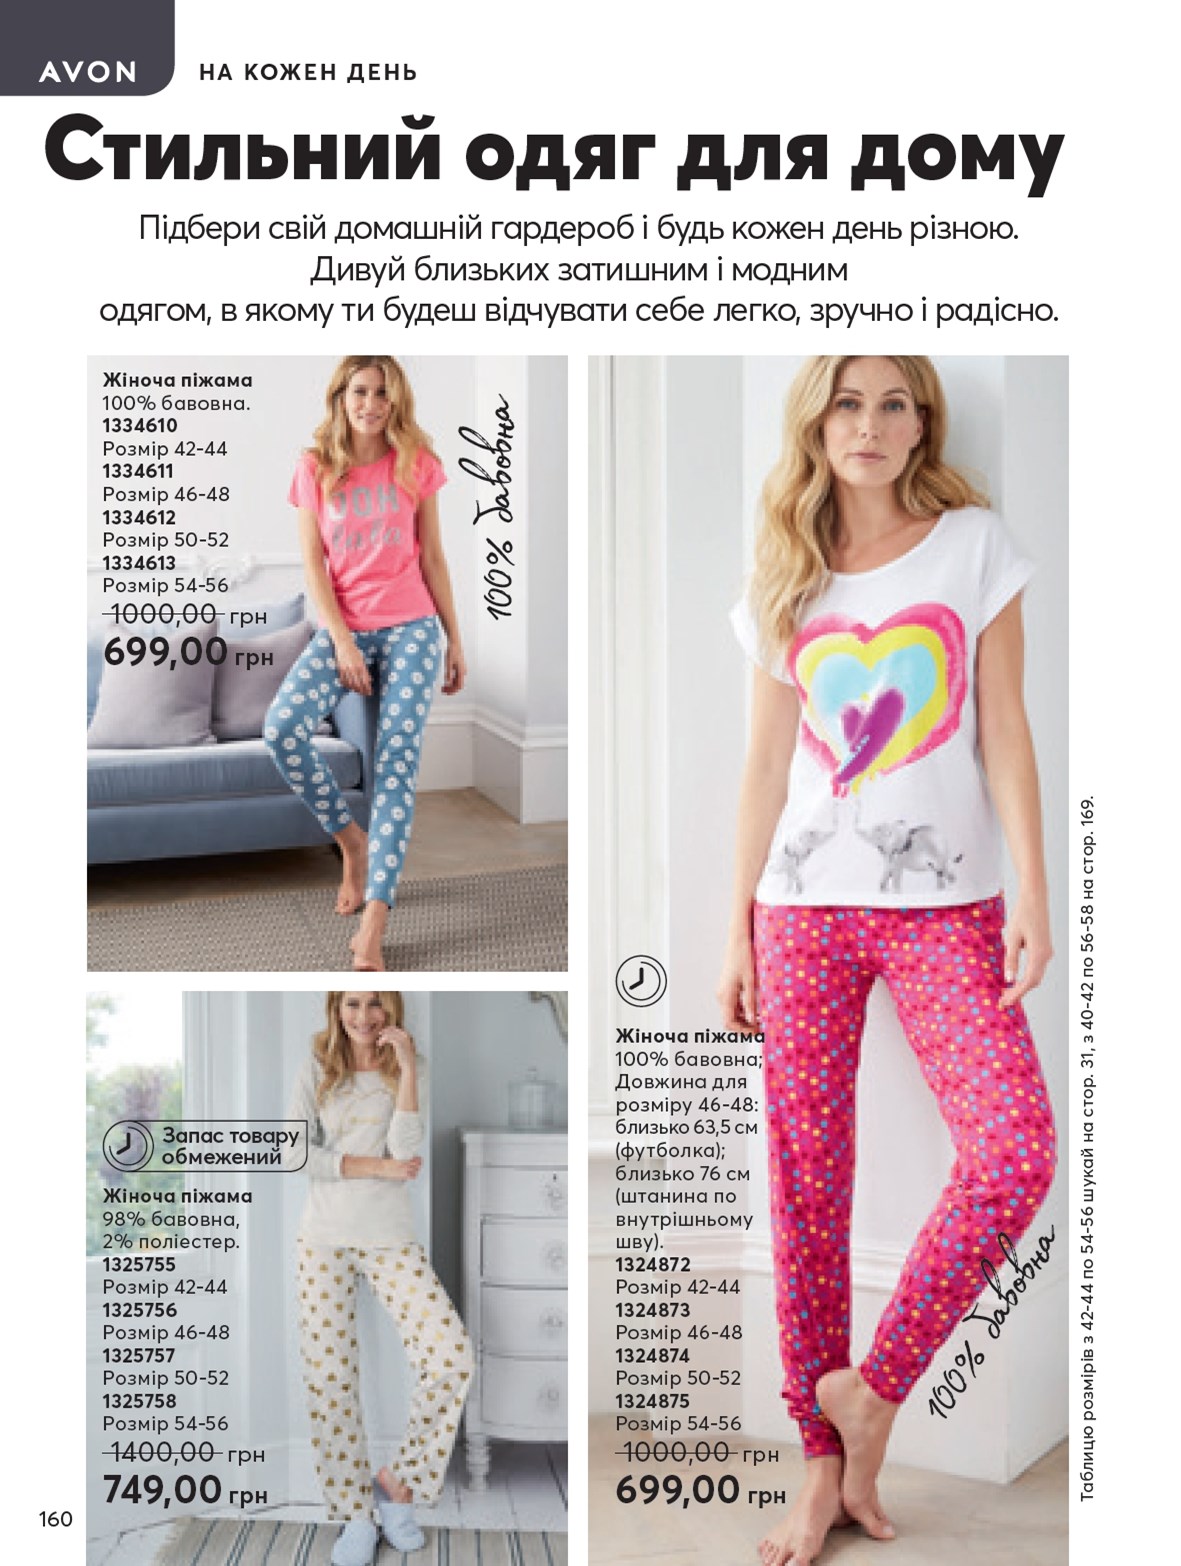 AVON
НА КОЖЕН ДЕНЬ
Стильний одяг для дому
Підбери свій домашній гардероб і будь кожен день різною.
Дивуй близьких затишним і модним
одягом, в якому ти будеш відчувати себе легко, зручно і радісно.
Жіноча піжама
100% бавовна.
1334610
Розмір 42-44
1334611
Розмір 46-48
1334612
Розмір 50-52
1334613
Розмір 54-56
1000,00 грн
699,00 грн
100% бавовна
OOH
lala
Запас товару
обмежений
Жіноча піжама
98% бавовна,
2% поліестер.
1325755
Розмір 42-44
1325756
Розмір 46-48
1325757
Розмір 50-52
1325758
Розмір 54-56
1400,00 грн
749,00 грн
Жіноча піжама
100% бавовна;
Довжина для
розміру 46-48:
близько 63,5 см
(футболка);
близько 76 см
(штанина по
внутрішньому
шву).
1324872
Розмір 42-44
1324873
Розмір 46-48
1324874
Розмір 50-52
1324875
Розмір 54-56
1000,00 грн
699,00 грн
100% бавовна
Таблицю розмірів з 42-44 по 54-56 шукай на стор. 31, з 40-42 по 56-58 на стор. 169.
160